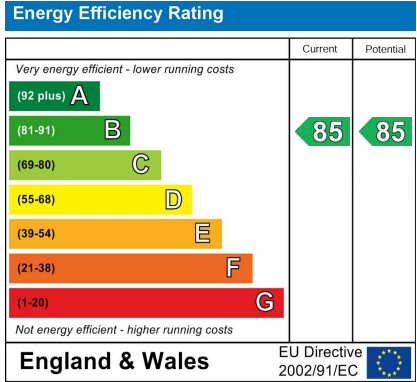 Energy Efficiency Rating
Current Potential
Very energy efficient - lower running costs
(92 plus) A
(81-91) B 85 85
(69-80) C
(55-68) D
(39-54) E
(21-38) F
(1-20) G
Not energy efficient - higher running costs
England & Wales
EU Directive
2002/91/EC